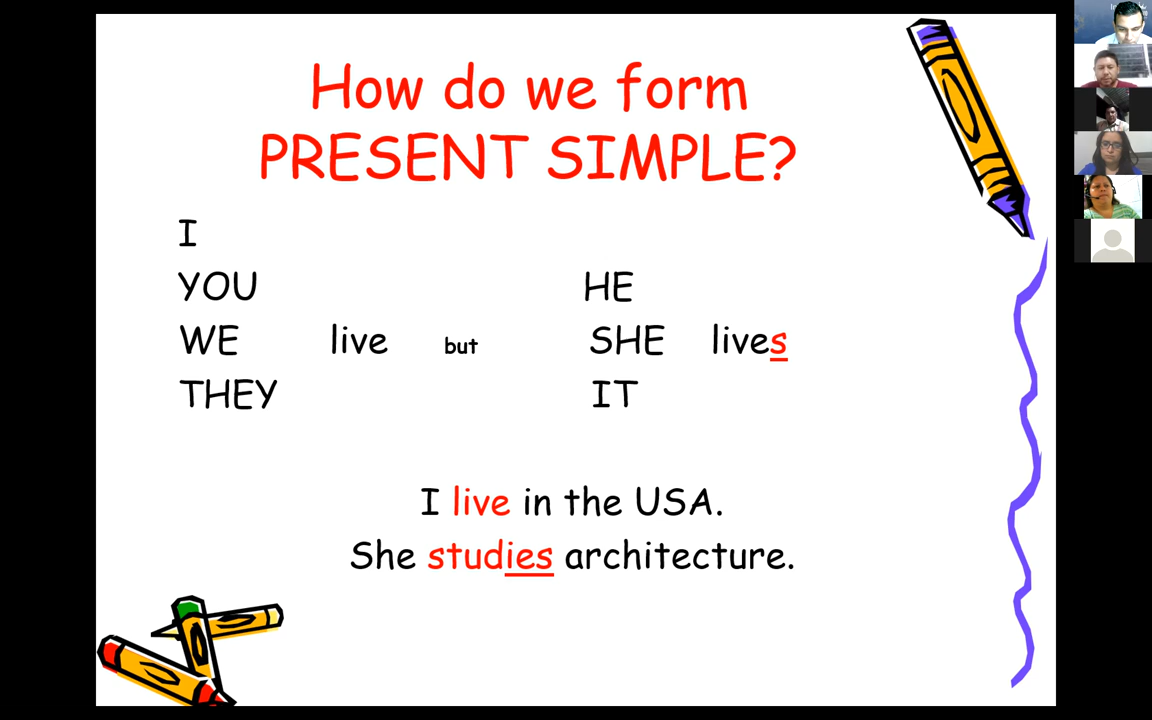 How do we form
PRESENT SIMPLE?
I
YOU HE
WE live but SHE lives
THEY IT
I live in the USA.
She studies architecture.